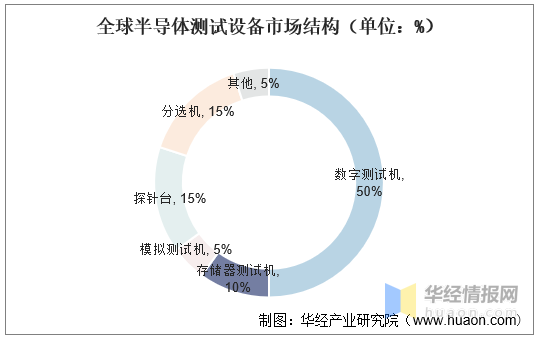 全球半导体测试设备市场结构（单位：%）
其他, 5%
分选机, 15%
数字测试机,
50%
探针台, 15%
模拟测试机, 5%
存储器测试机,
10%
华经情报网
huaon.com
制图：华经产业研究院（www.huaon.com）